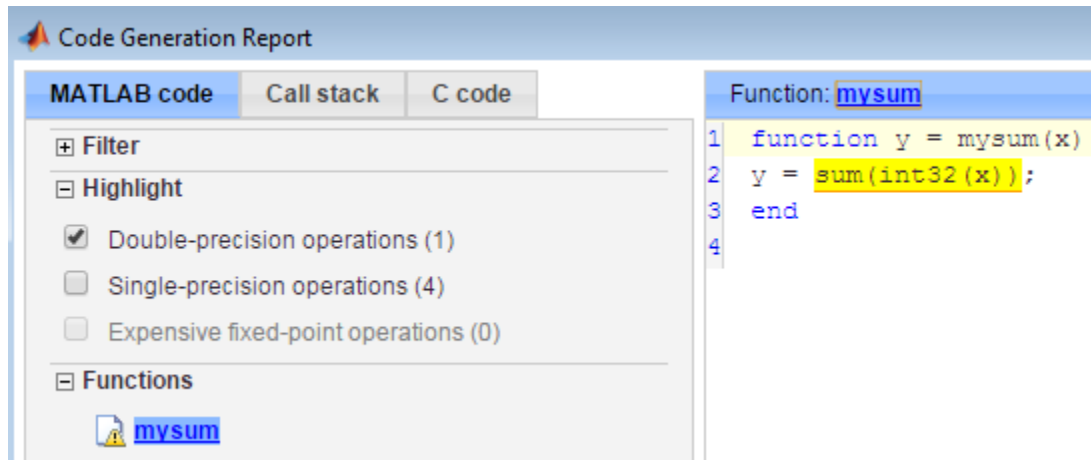 Code Generation Report
MATLAB code Call stack C code
Filter
Highlight
Double-precision operations (1)
Single-precision operations (4)
Expensive fixed-point operations (0)
Functions
mysum
Function: mysum
1 function y = mysum(x)
2 y = sum(int32(x));
3 end
4